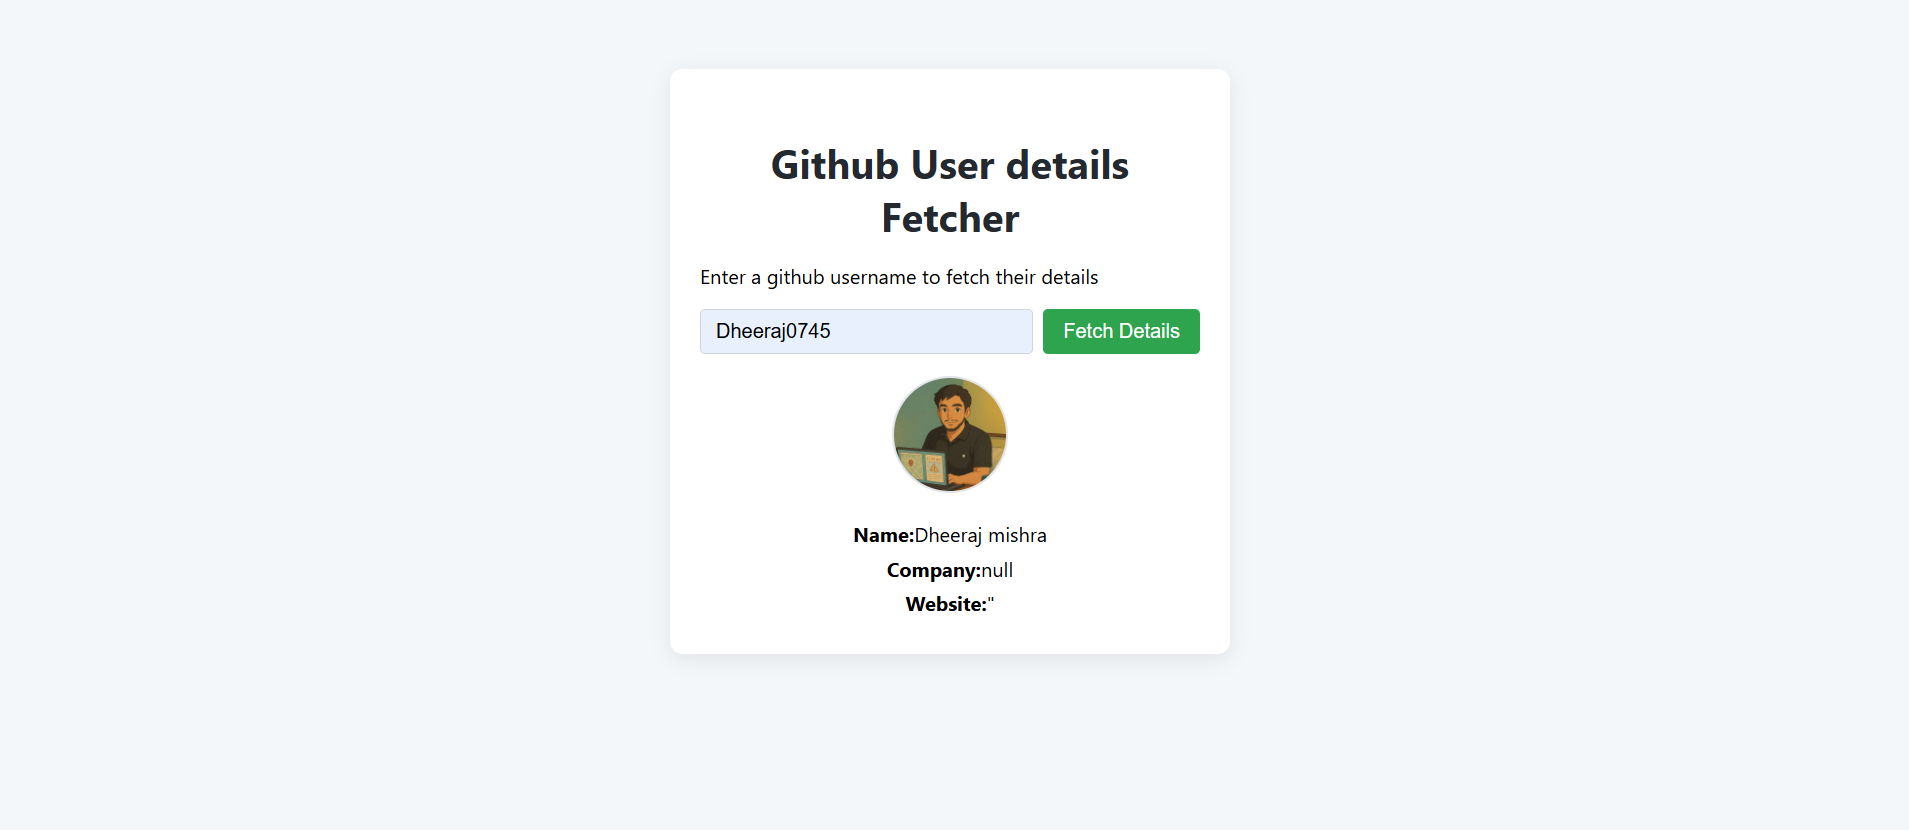 Github User details
Fetcher
Enter a github username to fetch their details
Dheeraj0745
Fetch Details
Name:Dheeraj mishra
Company:null
Website:"